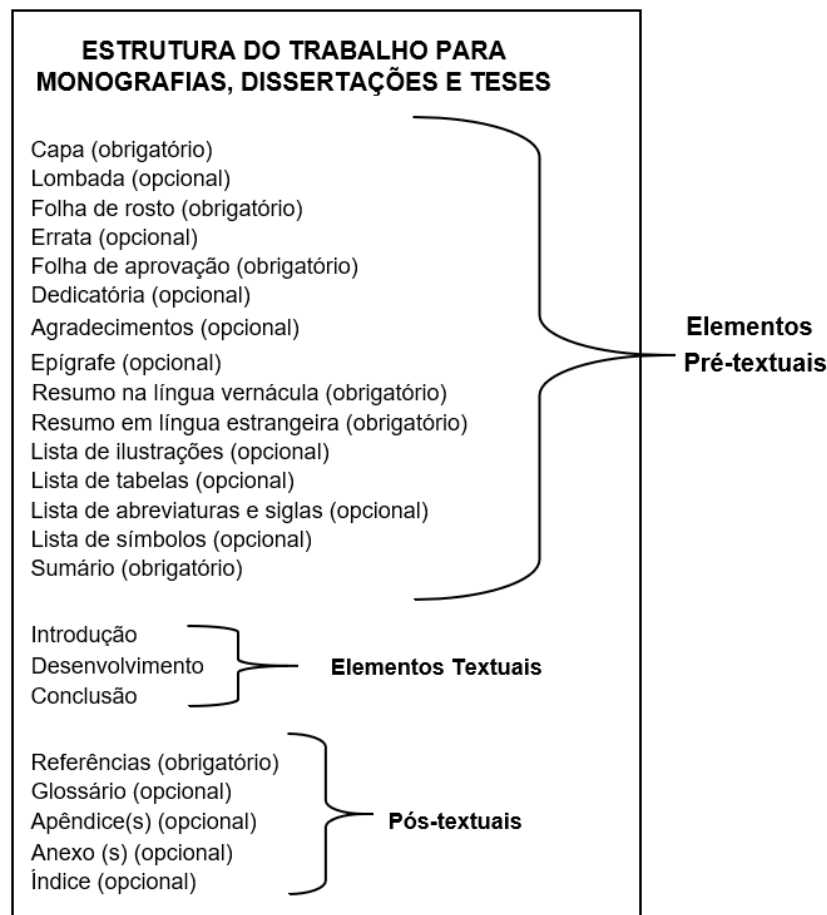 ESTRUTURA DO TRABALHO PARA
MONOGRAFIAS, DISSERTAÇÕES E TESES
Capa (obrigatório)
Lombada (opcional)
Folha de rosto (obrigatório)
Errata (opcional)
Folha de aprovação (obrigatório)
Dedicatória (opcional)
Agradecimentos (opcional)
Epígrafe (opcional)
Resumo na língua vernácula (obrigatório)
Resumo em língua estrangeira (obrigatório)
Lista de ilustrações (opcional)
Lista de tabelas (opcional)
Lista de abreviaturas e siglas (opcional)
Lista de símbolos (opcional)
Sumário (obrigatório)
Elementos
Pré-textuais
Introdução
Desenvolvimento
Conclusão
Elementos Textuais
Referências (obrigatório)
Glossário (opcional)
Apêndice(s) (opcional)
Anexo (s) (opcional)
Índice (opcional)
Pós-textuais